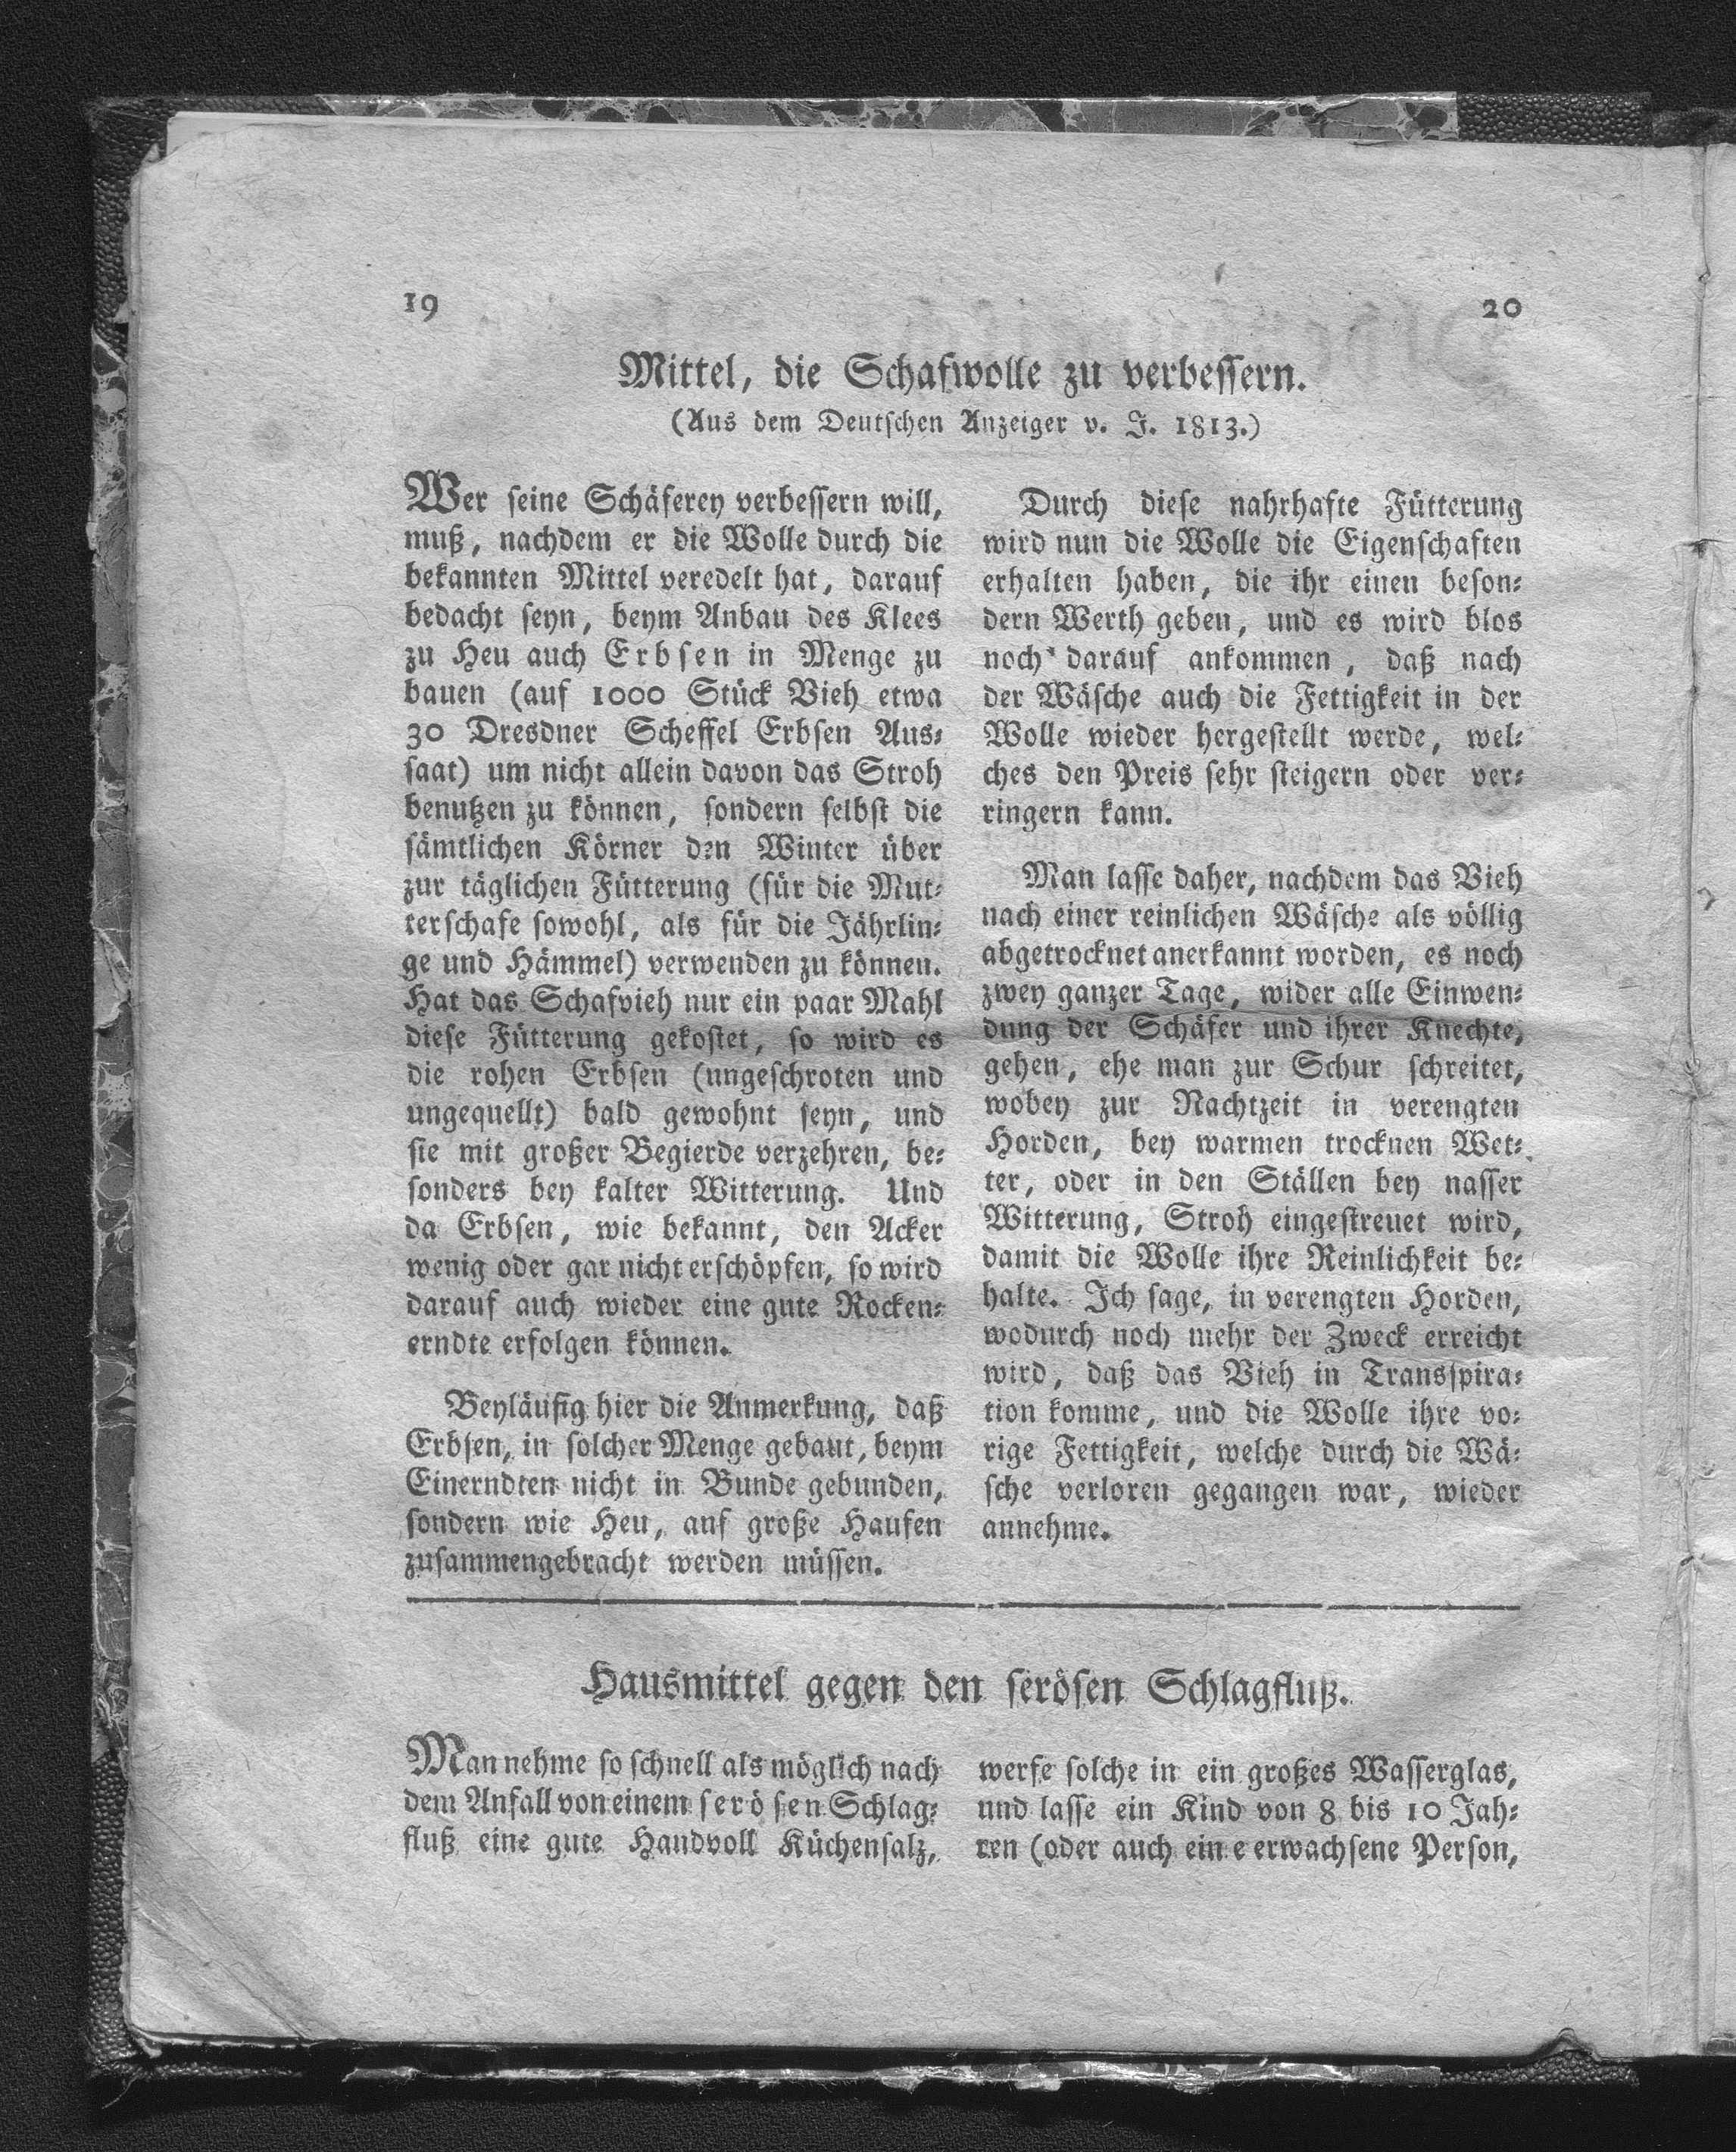 19
20
Mittel, die Schafwolle zu verbessern.
(Aus dem Deutschen Anzeiger v. J. 1813.)
Wer seine Schäferey verbessern will,
muß, nachdem er die Wolle durch die
bekannten Mittel veredelt hat, darauf
bedacht seyn, beym Anbau des Klees
zu Heu auch Erbsen in Menge zu
bauen (auf 1000 Stück Vieh etwa
30 Dresdner Scheffel Erbsen Aus-
saat) um nicht allein davon das Stroh
benutzen zu können, sondern selbst die
sämtlichen Körner den Winter über
zur täglichen Fütterung (für die Mut-
terschafe sowohl, als für die Jährlin-
ge und Hämmel) verwenden zu können.
Hat das Schafvieh nur ein paar Mahl
diese Fütterung gekostet, so wird es
die rohen Erbsen (ungeschroten und
ungequellt) bald gewohnt seyn, und
sie mit großer Begierde verzehren, be-
sonders bey kalter Witterung. Und
da Erbsen, wie bekannt, den Acker
wenig oder gar nicht erschöpfen, so wird
darauf auch wieder eine gute Rocken-
erndte erfolgen können.
Beyläufig hier die Anmerkung, daß
Erbsen, in solcher Menge gebaut, beym
Einerndten nicht in Bunde gebunden,
sondern wie Heu, auf große Haufen
zusammengebracht werden müssen.
Durch diese nahrhafte Fütterung
wird nun die Wolle die Eigenschaften
erhalten haben, die ihr einen beson-
dern Werth geben, und es wird blos
noch darauf ankommen, daß nach
der Wäsche auch die Fettigkeit in der
Wolle wieder hergestellt werde, wel-
ches den Preis sehr steigern oder ver-
ringern kann.
Man lasse daher, nachdem das Vieh
nach einer reinlichen Wäsche als völlig
abgetrocknet anerkannt worden, es noch
zwey ganzer Tage, wider alle Einwen-
dung der Schäfer und ihrer Knechte,
gehen, ehe man zur Schur schreitet,
wobey zur Nachtzeit in verengten
Horden, bey warmen trocknen Wet-
ter, oder in den Ställen bey nasser
Witterung, Stroh eingestreuet wird,
damit die Wolle ihre Reinlichkeit be-
halte. Ich sage, in verengten Horden,
wodurch noch mehr der Zweck erreicht
wird, daß das Vieh in Transspira-
tion komme, und die Wolle ihre vo-
rige Fettigkeit, welche durch die Wä-
sche verloren gegangen war, wieder
annehme.
Hausmittel gegen den serösen Schlagfluß.
Man nehme so schnell als möglich nach
dem Anfall von einem serösen Schlag-
fluß eine gute Handvoll Küchensalz,
werfe solche in ein großes Wasserglas,
und lasse ein Kind von 8 bis 10 Jah-
ren (oder auch eine erwachsene Person,